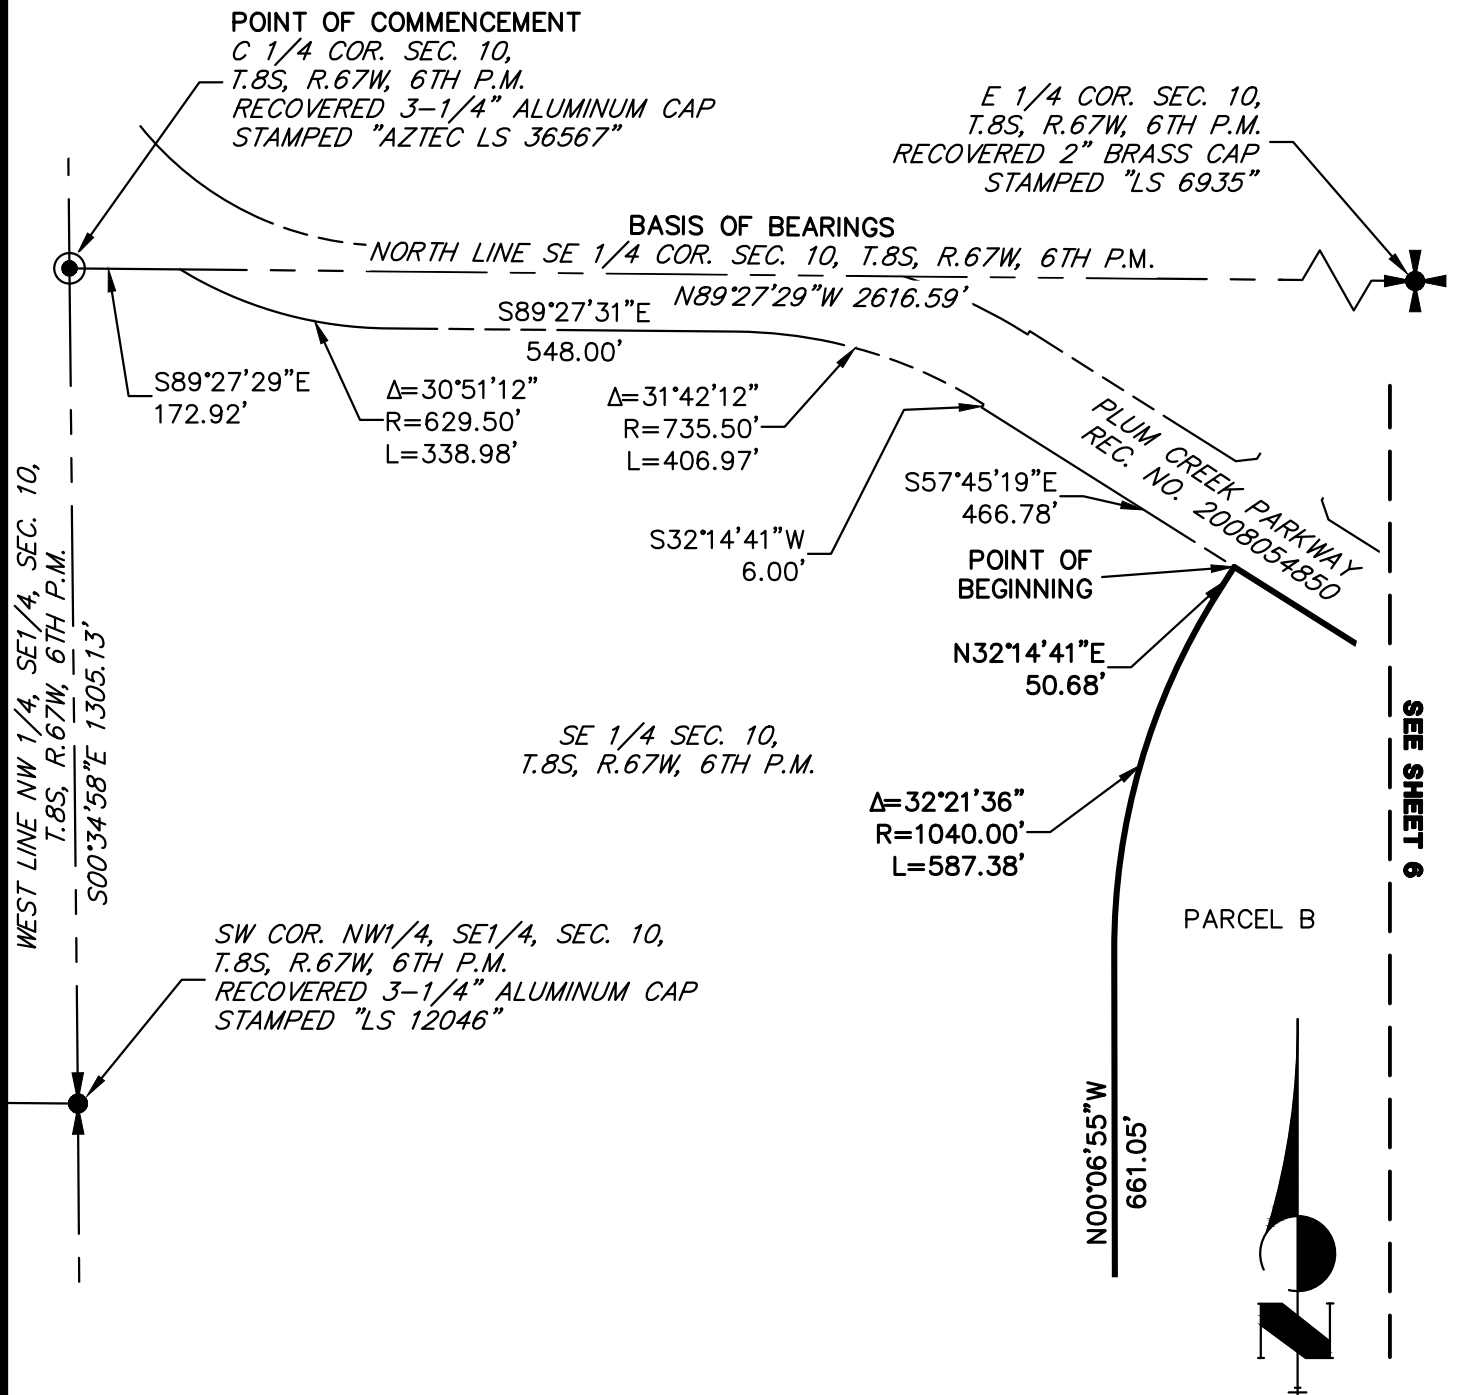 POINT OF COMMENCEMENT
C 1/4 COR. SEC. 10,
T.8S, R.67W, 6TH P.M.
RECOVERED 3-1/4" ALUMINUM CAP
STAMPED "AZTEC LS 36567"
E 1/4 COR. SEC. 10,
T.8S, R.67W, 6TH P.M.
RECOVERED 2" BRASS CAP
STAMPED "LS 6935"
BASIS OF BEARINGS
NORTH LINE SE 1/4 COR. SEC. 10, T.8S, R.67W, 6TH P.M.
N89°27'29"W 2616.59'
S89°27'31"E
548.00'
S89°27'29"E
172.92'
Δ=30°51'12"
R=629.50'
L=338.98'
Δ=31°42'12"
R=735.50'
L=406.97'
PLUM CREEK PARKWAY
REC. NO. 2008054850
S57°45'19"E
466.78'
S32°14'41"W
6.00'
POINT OF
BEGINNING
N32°14'41"E
50.68'
WEST LINE NW 1/4, SE1/4, SEC. 10,
T.8S, R.67W, 6TH P.M.
S00°34'58"E 1305.13'
SE 1/4 SEC. 10,
T.8S, R.67W, 6TH P.M.
SEE SHEET 6
Δ=32°21'36"
R=1040.00'
L=587.38'
PARCEL B
SW COR. NW1/4, SE1/4, SEC. 10,
T.8S, R.67W, 6TH P.M.
RECOVERED 3-1/4" ALUMINUM CAP
STAMPED "LS 12046"
N00°06'55"W
661.05'
N